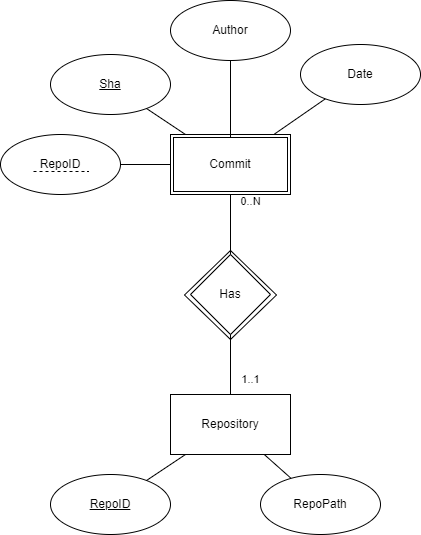 Author
Date
Sha
RepoID
Commit
0..N
Has
1..1
Repository
RepoID
RepoPath